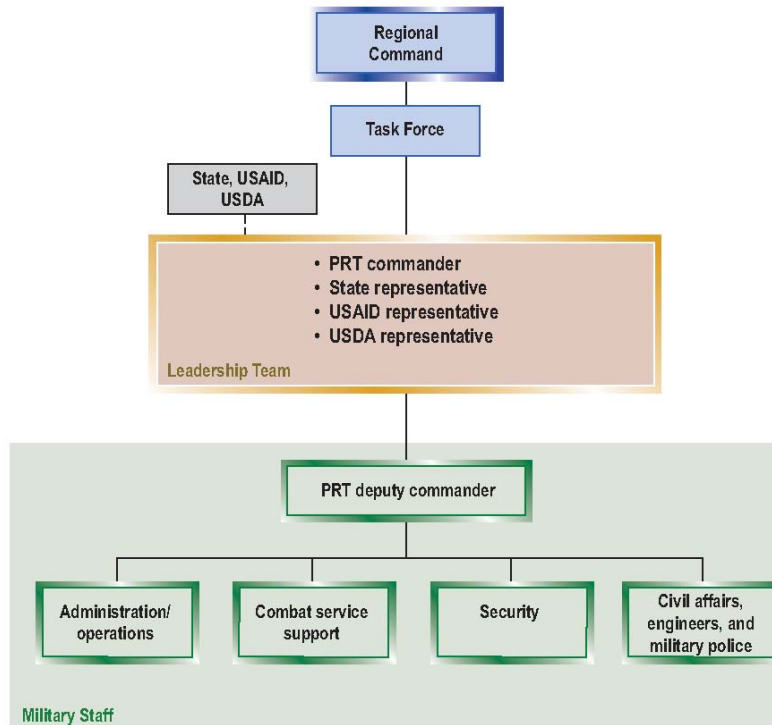 Regional
Command
Task Force
State, USAID,
USDA
• PRT commander
• State representative
• USAID representative
• USDA representative
Leadership Team
PRT deputy commander
Administration/
operations
Combat service
support
Security
Civil affairs,
engineers, and
military police
Military Staff